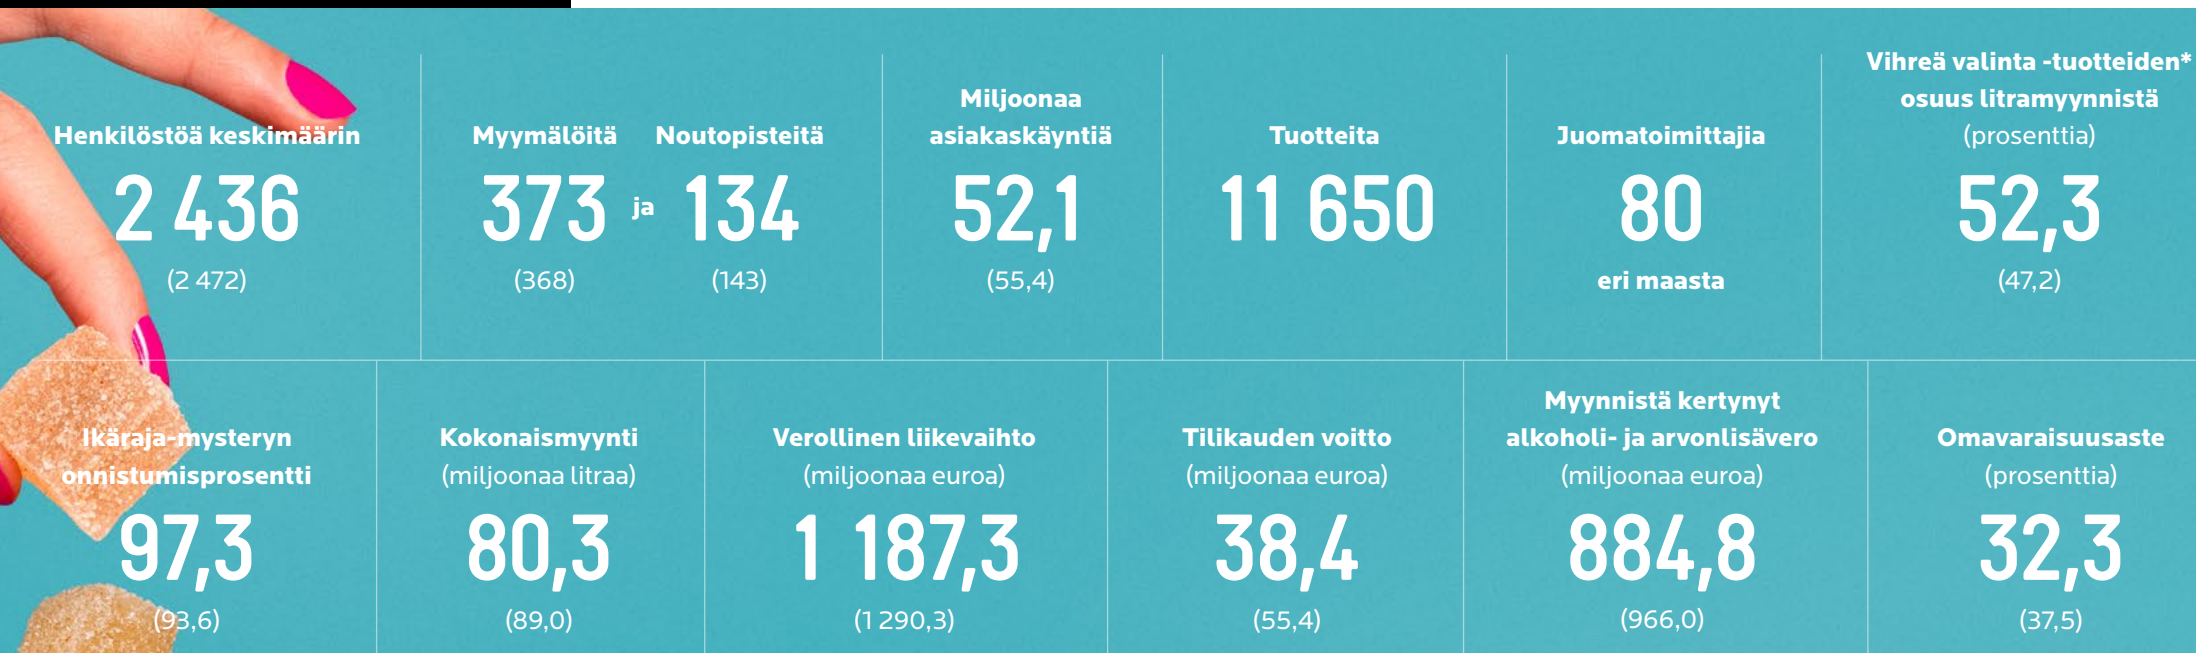 Henkilöstöä keskimäärin
2 436
(2 472)
Myymälöitä
373
(368)
ja
Noutopisteitä
134
(143)
Miljoonaa
asiakaskäyntiä
52,1
(55,4)
Tuotteita
11 650
Juomatoimittajia
80
eri maasta
Vihreä valinta -tuotteiden*
osuus litramyynnistä
(prosenttia)
52,3
(47,2)
Ikäraja-mysteryn
onnistumisprosentti
97,3
(93,6)
Kokonaismyynti
(miljoonaa litraa)
80,3
(89,0)
Verollinen liikevaihto
(miljoonaa euroa)
1 187,3
(1 290,3)
Tilikauden voitto
(miljoonaa euroa)
38,4
(55,4)
Myynnistä kertynyt
alkoholi- ja arvonlisävero
(miljoonaa euroa)
884,8
(966,0)
Omavaraisuusaste
(prosenttia)
32,3
(37,5)